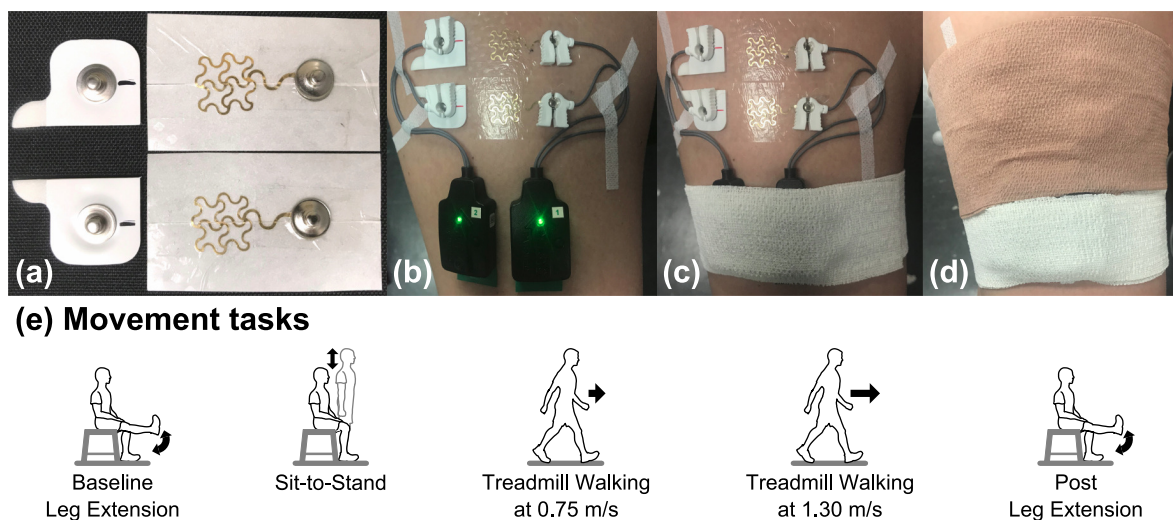 (a)
(b)
2
1
(c)
(d)
(e) Movement tasks
Baseline
Leg Extension
Sit-to-Stand
Treadmill Walking
at 0.75 m/s
Treadmill Walking
at 1.30 m/s
Post
Leg Extension